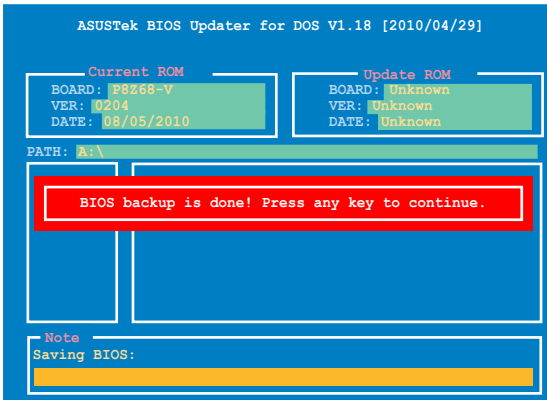 ASUSTek BIOS Updater for DOS V1.18 [2010/04/29]
Current ROM
BOARD: P8Z68-V
VER: 0204
DATE: 08/05/2010
Update ROM
BOARD: Unknown
VER: Unknown
DATE: Unknown
PATH: A:\
BIOS backup is done! Press any key to continue.
Note
Saving BIOS: